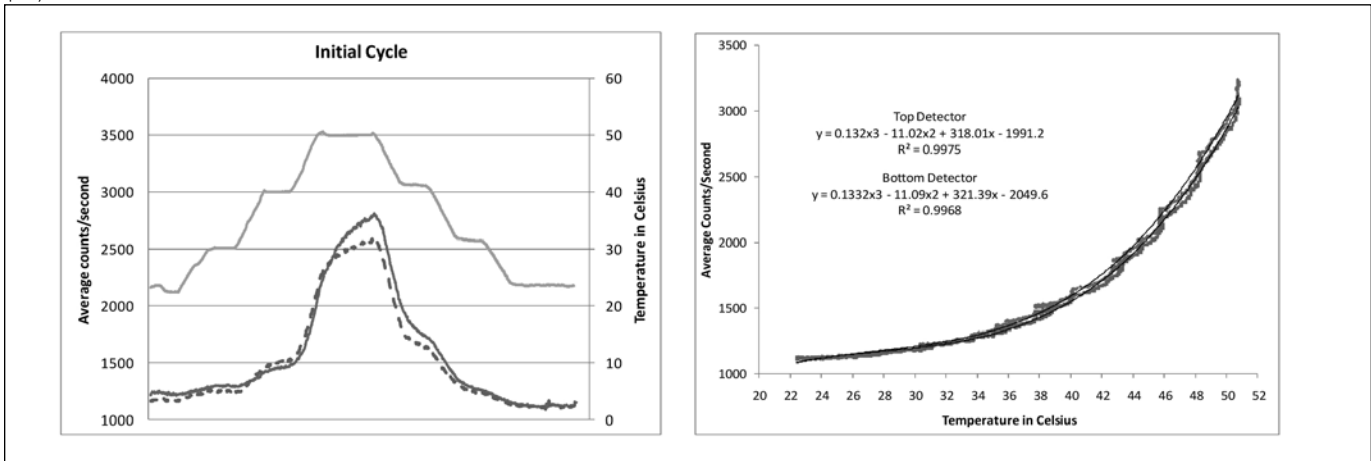 Initial Cycle
4000
3500
3000
2500
2000
1500
1000
Average counts/second
60
50
40
30
20
10
0
Temperature in Celsius
3500
3000
2500
2000
1500
1000
Average Counts/Second
Top Detector
y = 0.132x3 - 11.02x2 + 318.01x - 1991.2
R² = 0.9975
Bottom Detector
y = 0.1332x3 - 11.09x2 + 321.39x - 2049.6
R² = 0.9968
20 22 24 26 28 30 32 34 36 38 40 42 44 46 48 50 52
Temperature in Celsius